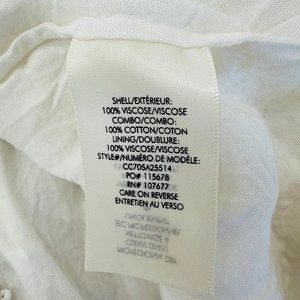 SHELL/EXTÉRIEUR:
100% VISCOSE/VISCOSE
COMBO/COMBO:
100% COTTON/COTON
LINING/DOUBLURE:
100% VISCOSE/VISCOSE
STYLE#/NUMÉRO DE MODÈLE:
CC705A25514
PO# 115678
RN# 107677
CARE ON REVERSE
ENTRETIEN AU VERSO